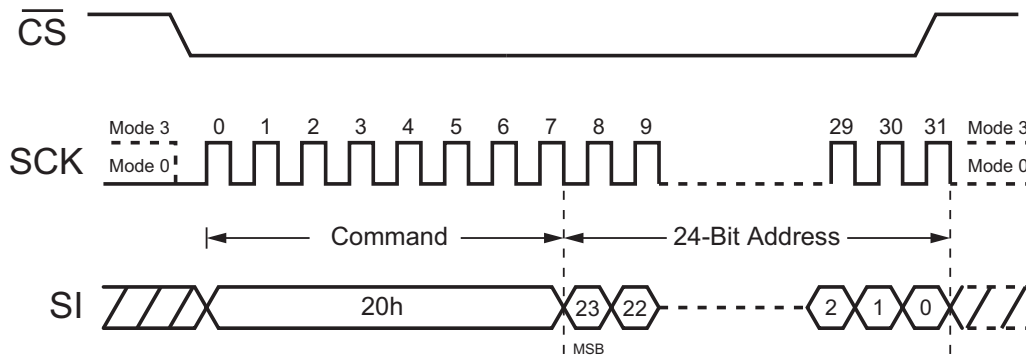 CS
Mode 3 0 1 2 3 4 5 6 7 8 9 29 30 31 Mode 3
SCK
Mode 0 Mode 0
Command 24-Bit Address
SI 20h 23 22 2 1 0
MSB